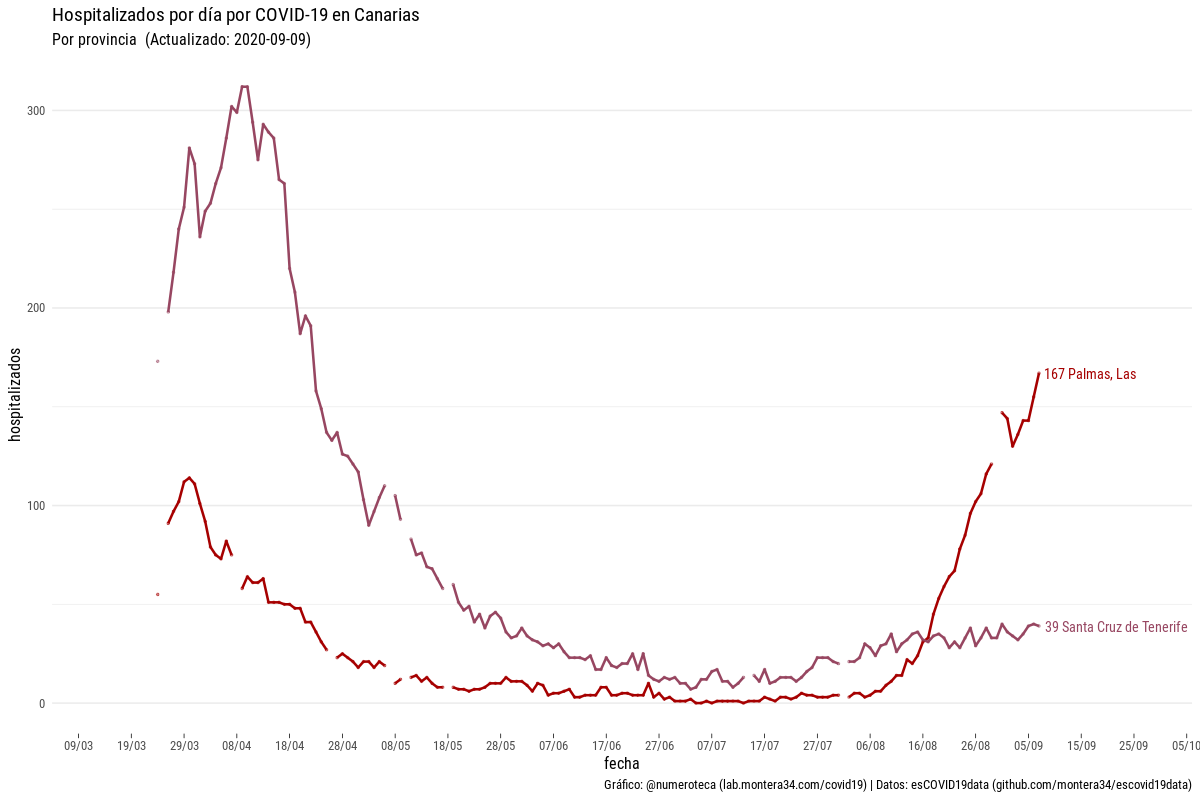 Hospitalizados por día por COVID-19 en Canarias
Por provincia (Actualizado: 2020-09-09)
hospitalizados
300
200
100
0
167 Palmas, Las
39 Santa Cruz de Tenerife
09/03 19/03 29/03 08/04 18/04 28/04 08/05 18/05 28/05 07/06 17/06 27/06 07/07 17/07 27/07 06/08 16/08 26/08 05/09 15/09 25/09 05/10
fecha
Gráfico: @numeroteca (lab.montera34.com/covid19) | Datos: esCOVID19data (github.com/montera34/escovid19data)